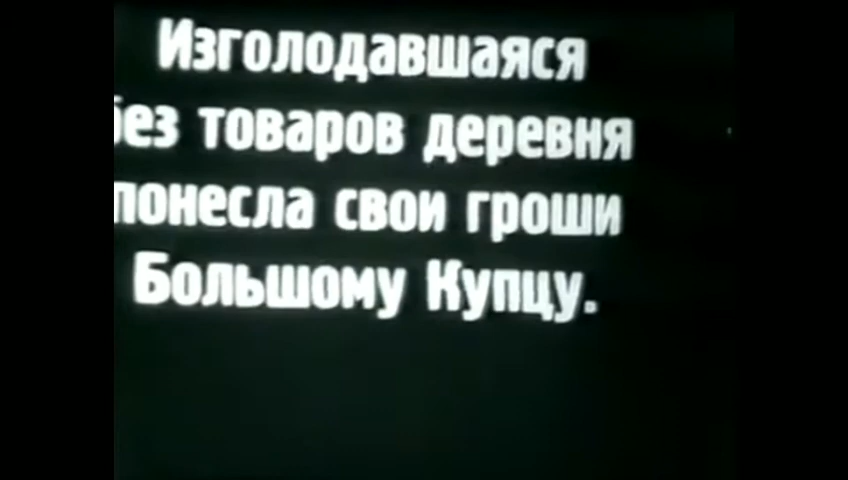 Изголодавшаяся
без товаров деревня
понесла свои гроши
Большому Купцу.